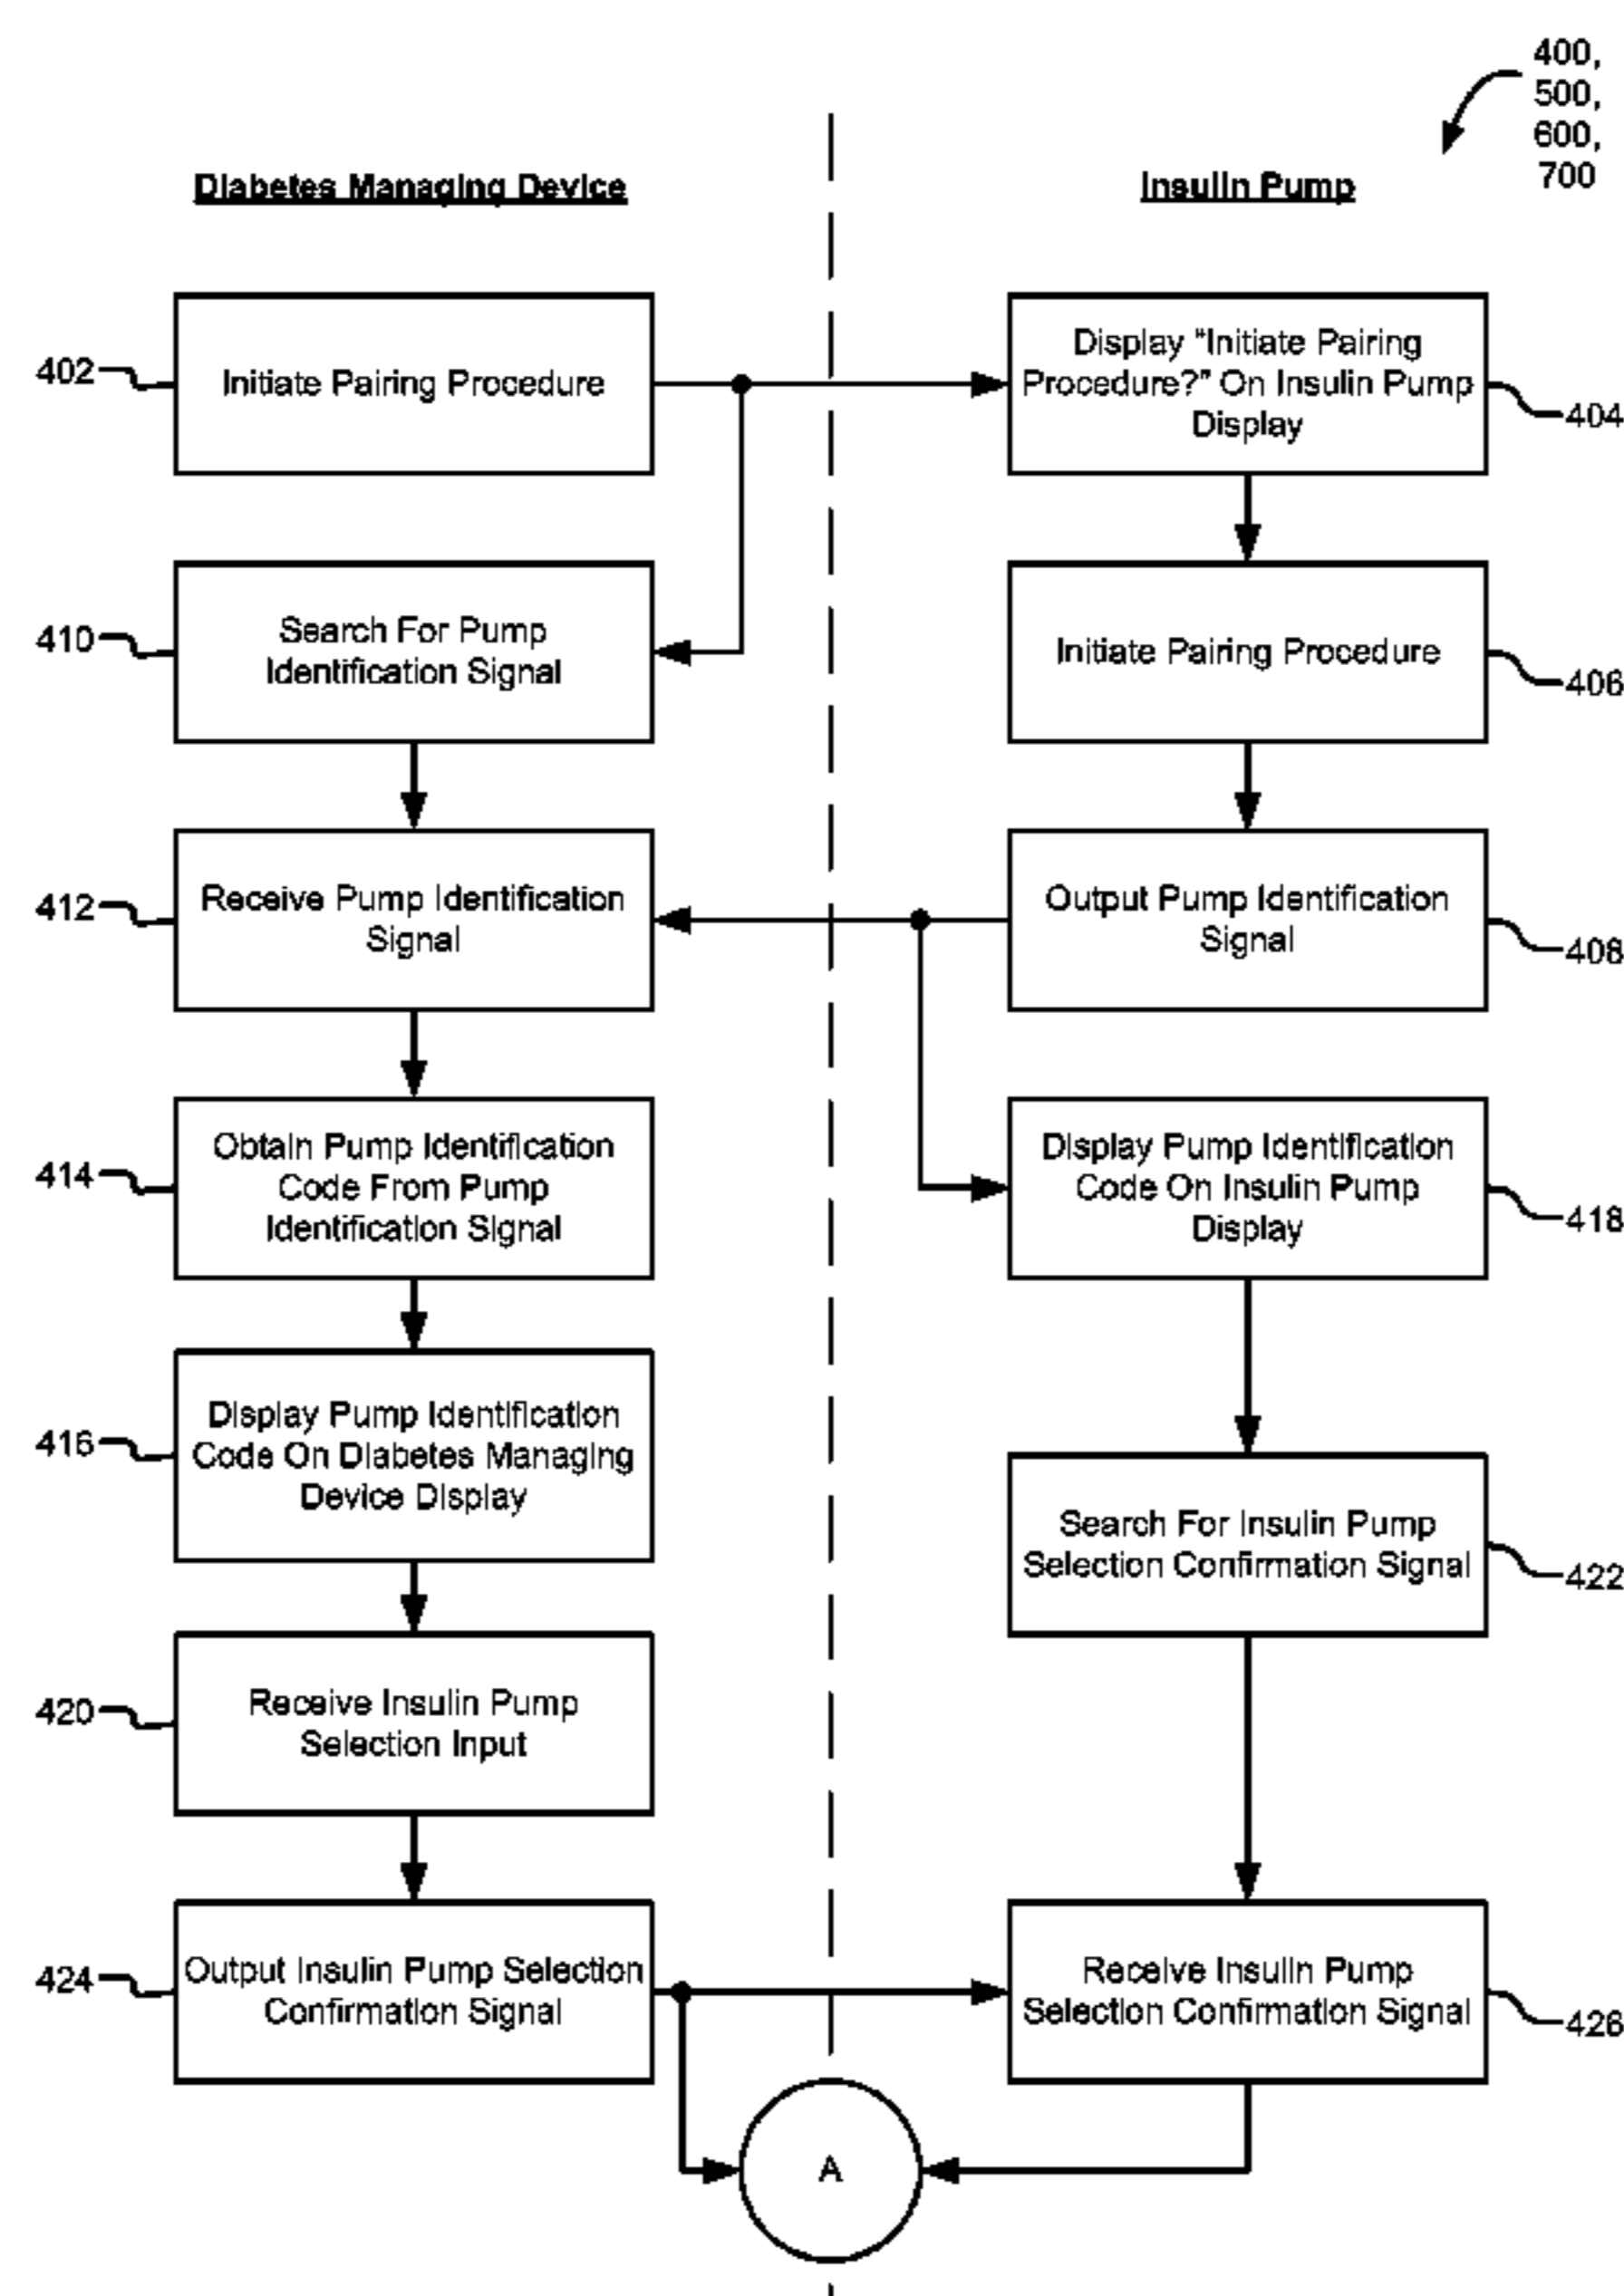 400,
500,
600,
700
Diabetes Managing Device
Insulin Pump
402
Initiate Pairing Procedure
Display "Initiate Pairing
Procedure?" On Insulin Pump
Display
404
410
Search For Pump
Identification Signal
Initiate Pairing Procedure
406
412
Receive Pump Identification
Signal
Output Pump Identification
Signal
408
414
Obtain Pump Identification
Code From Pump
Identification Signal
Display Pump Identification
Code On Insulin Pump
Display
418
416
Display Pump Identification
Code On Diabetes Managing
Device Display
Search For Insulin Pump
Selection Confirmation Signal
422
420
Receive Insulin Pump
Selection Input
424
Output Insulin Pump Selection
Confirmation Signal
Receive Insulin Pump
Selection Confirmation Signal
426
A